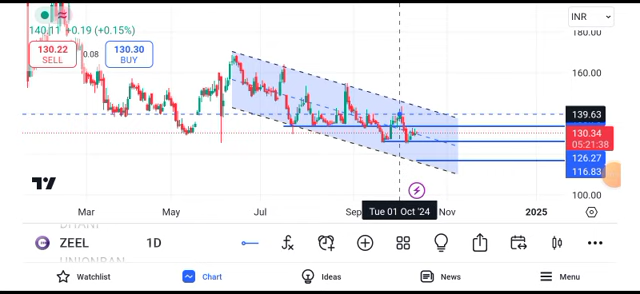 140.11 +0.19 (+0.15%)
INR
180.00
130.22
SELL
0.08
130.30
BUY
160.00
139.63
130.34
05:21:38
126.27
116.83
100.00
Mar
May
Jul
Sep
Tue 01 Oct '24
Nov
2025
ZEEL
1D
UNIONBAN
Watchlist
Chart
Ideas
News
Menu